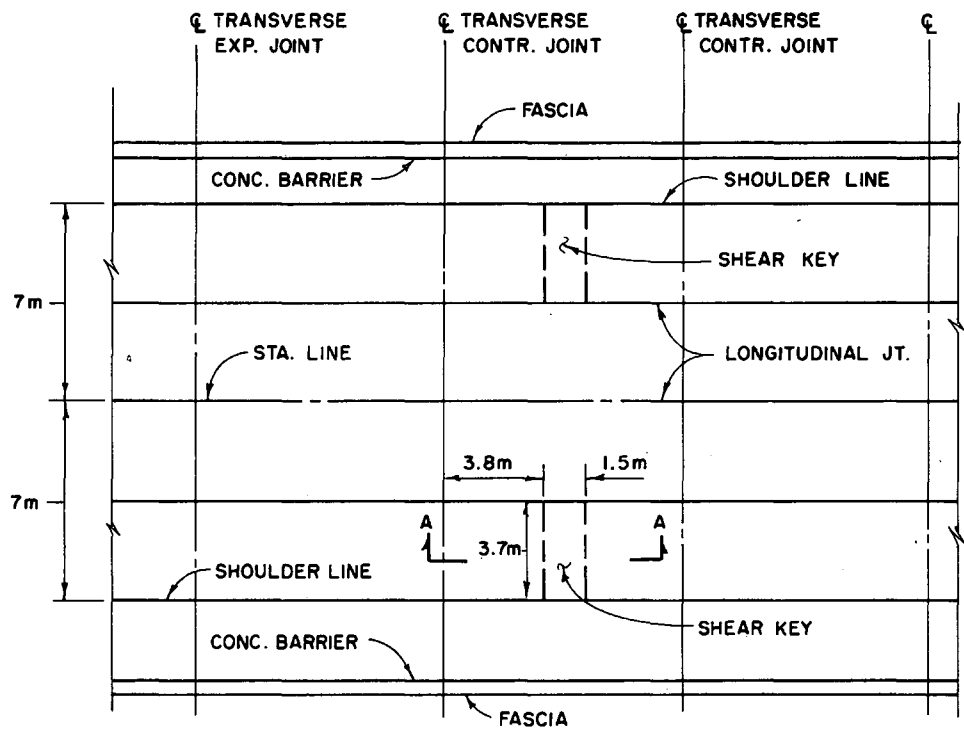 ℄ TRANSVERSE
EXP. JOINT
℄ TRANSVERSE
CONTR. JOINT
℄ TRANSVERSE
CONTR. JOINT
℄
FASCIA
CONC. BARRIER
SHOULDER LINE
SHEAR KEY
7m
STA. LINE
LONGITUDINAL JT.
3.8m
1.5m
7m
A
A
3.7m
SHOULDER LINE
SHEAR KEY
CONC. BARRIER
FASCIA